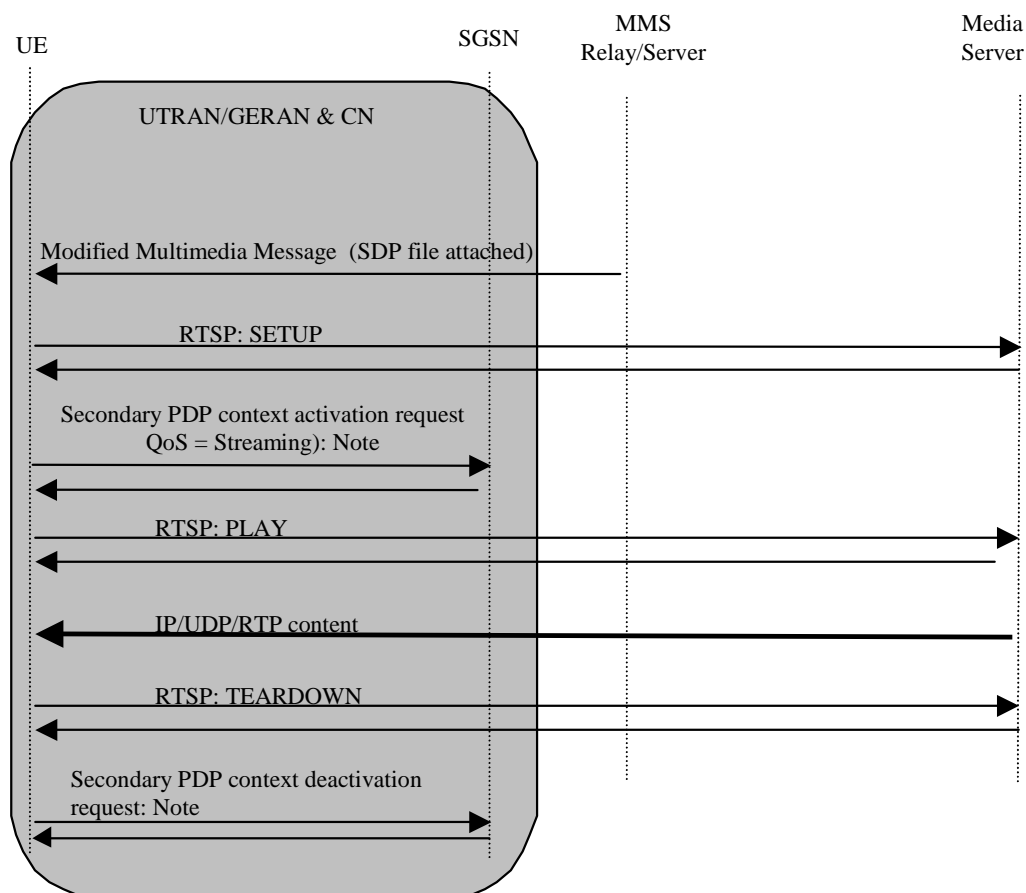 UE
SGSN
MMS
Relay/Server
Media
Server
UTRAN/GERAN & CN
Modified Multimedia Message (SDP file attached)
RTSP: SETUP
Secondary PDP context activation request
QoS = Streaming): Note
RTSP: PLAY
IP/UDP/RTP content
RTSP: TEARDOWN
Secondary PDP context deactivation
request: Note